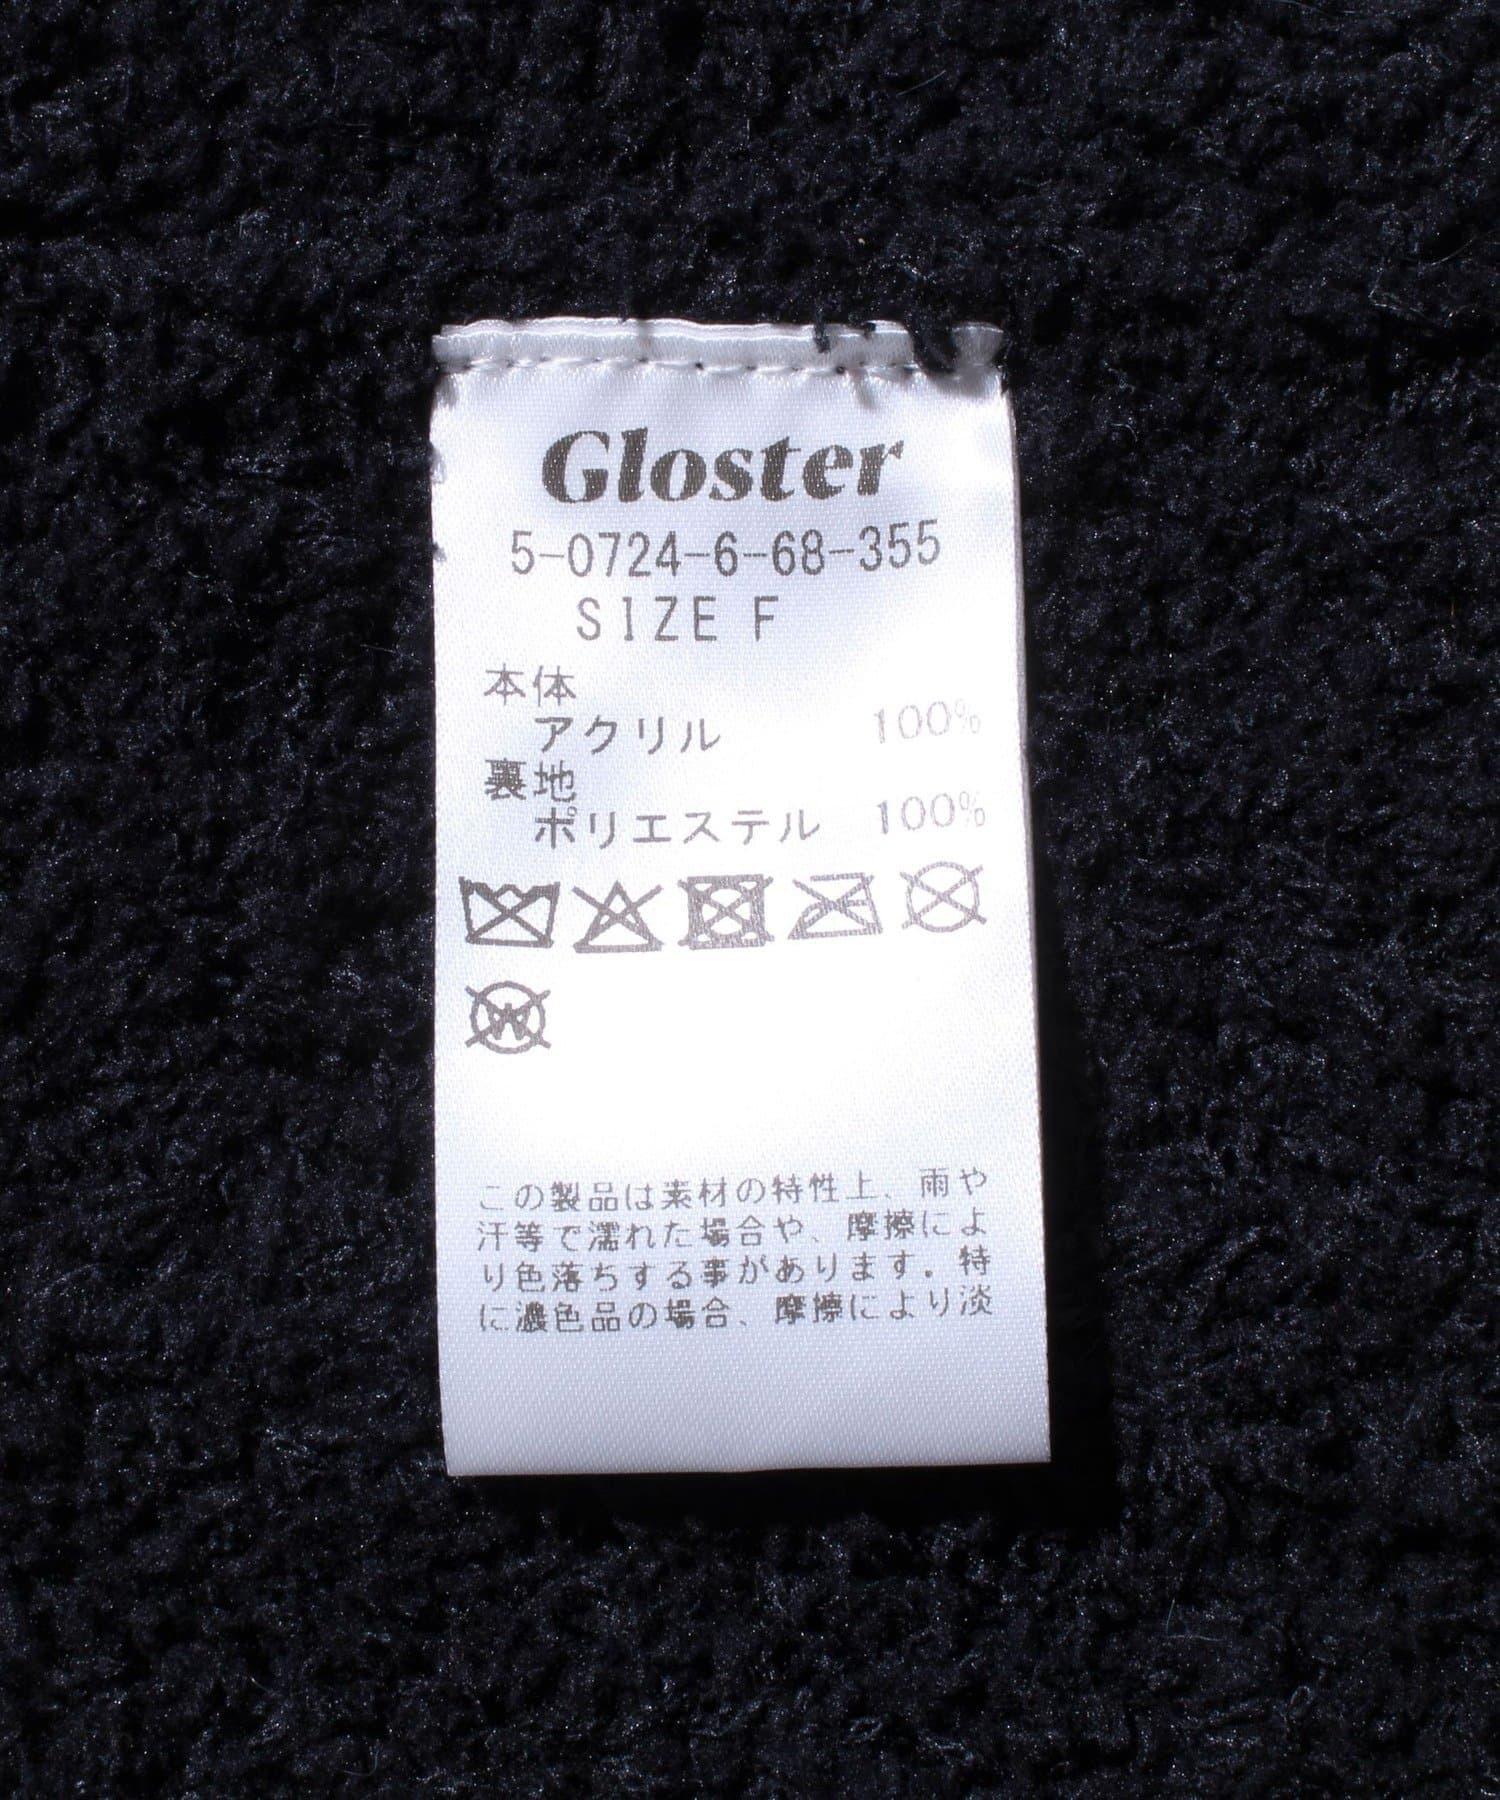 Gloster
5-0724-6-68-355
SIZE F
本体
アクリル 100%
裏地
ポリエステル 100%
W
この製品は素材の特性上、雨や
汗等で濡れた場合や、摩擦によ
り色落ちする事があります。特
に濃色品の場合、摩擦により淡